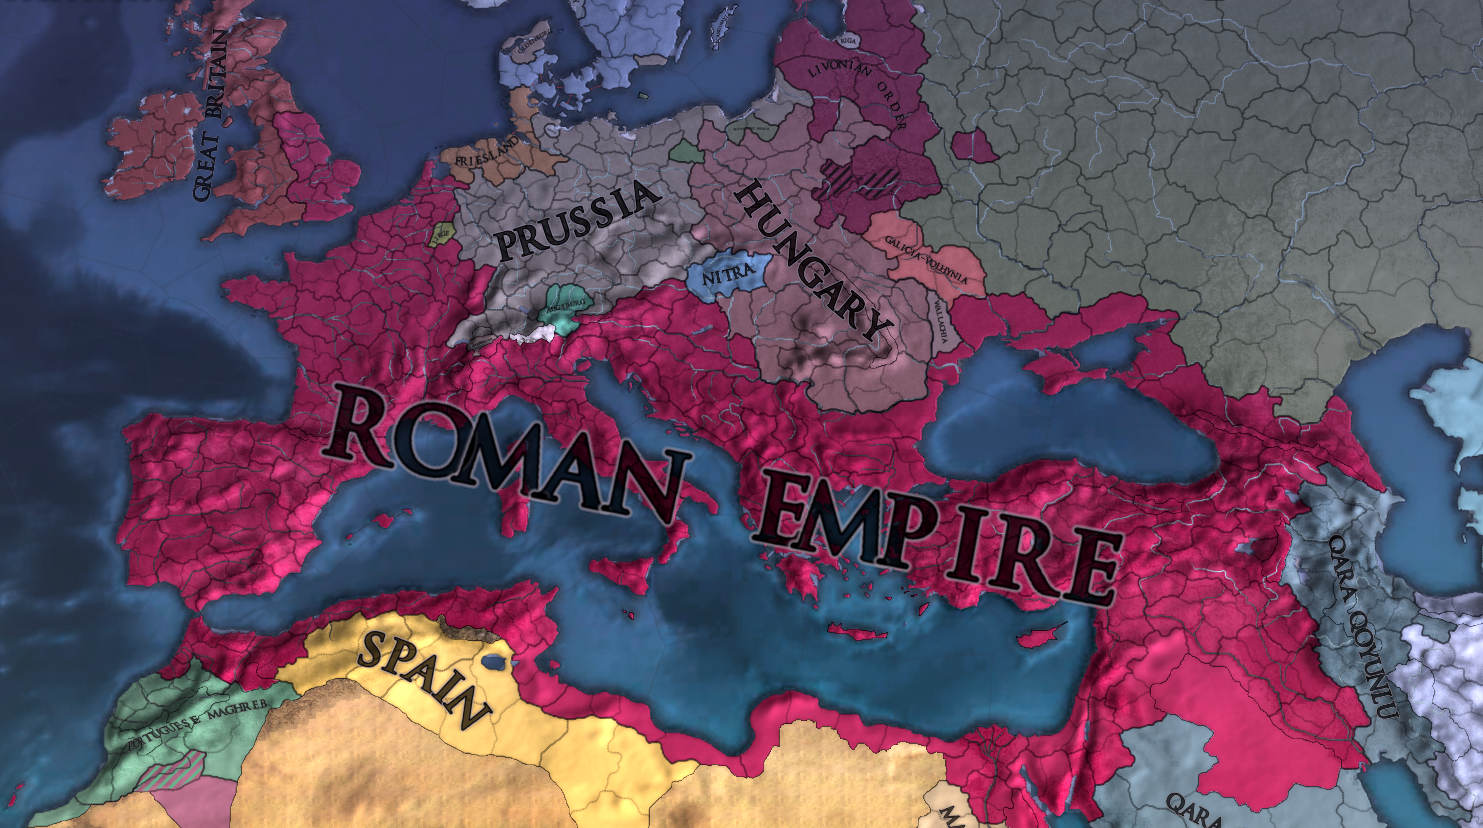 RIGA
LIVONIAN ORDER
GREAT BRITAIN
FRIESLAND
PRUSSIA
HUNGARY
GALICIA-VOLHYNIA
NITRA
WALLACHIA
ROMAN EMPIRE
QARA QOYUNLU
SPAIN
PORTUGUESE MAGHREB
QARA
MA